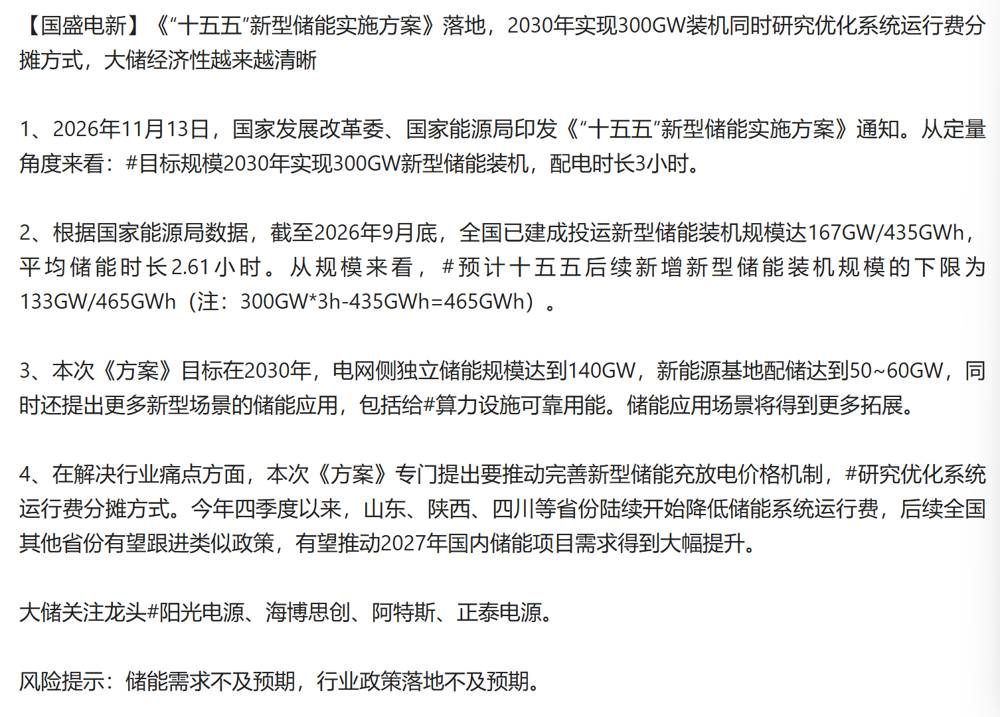 【国盛电新】《“十五五”新型储能实施方案》落地，2030年实现300GW装机同时研究优化系统运行费分
摊方式，大储经济性越来越清晰
1、2026年11月13日，国家发展改革委、国家能源局印发《“十五五”新型储能实施方案》通知。从定量
角度来看：#目标规模2030年实现300GW新型储能装机，配电时长3小时。
2、根据国家能源局数据，截至2026年9月底，全国已建成投运新型储能装机规模达167GW/435GWh，
平均储能时长2.61小时。从规模来看，#预计十五五后续新增新型储能装机规模的下限为
133GW/465GWh（注：300GW*3h-435GWh=465GWh）。
3、本次《方案》目标在2030年，电网侧独立储能规模达到140GW，新能源基地配储达到50~60GW，同
时还提出更多新型场景的储能应用，包括给#算力设施可靠用能。储能应用场景将得到更多拓展。
4、在解决行业痛点方面，本次《方案》专门提出要推动完善新型储能充放电价格机制，#研究优化系统
运行费分摊方式。今年四季度以来，山东、陕西、四川等省份陆续开始降低储能系统运行费，后续全国
其他省份有望跟进类似政策，有望推动2027年国内储能项目需求得到大幅提升。
大储关注龙头#阳光电源、海博思创、阿特斯、正泰电源。
风险提示：储能需求不及预期，行业政策落地不及预期。